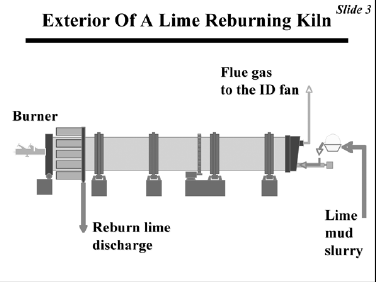 Slide 3
Exterior Of A Lime Reburning Kiln
Flue gas
to the ID fan
Burner
Reburn lime
discharge
Lime
mud
slurry